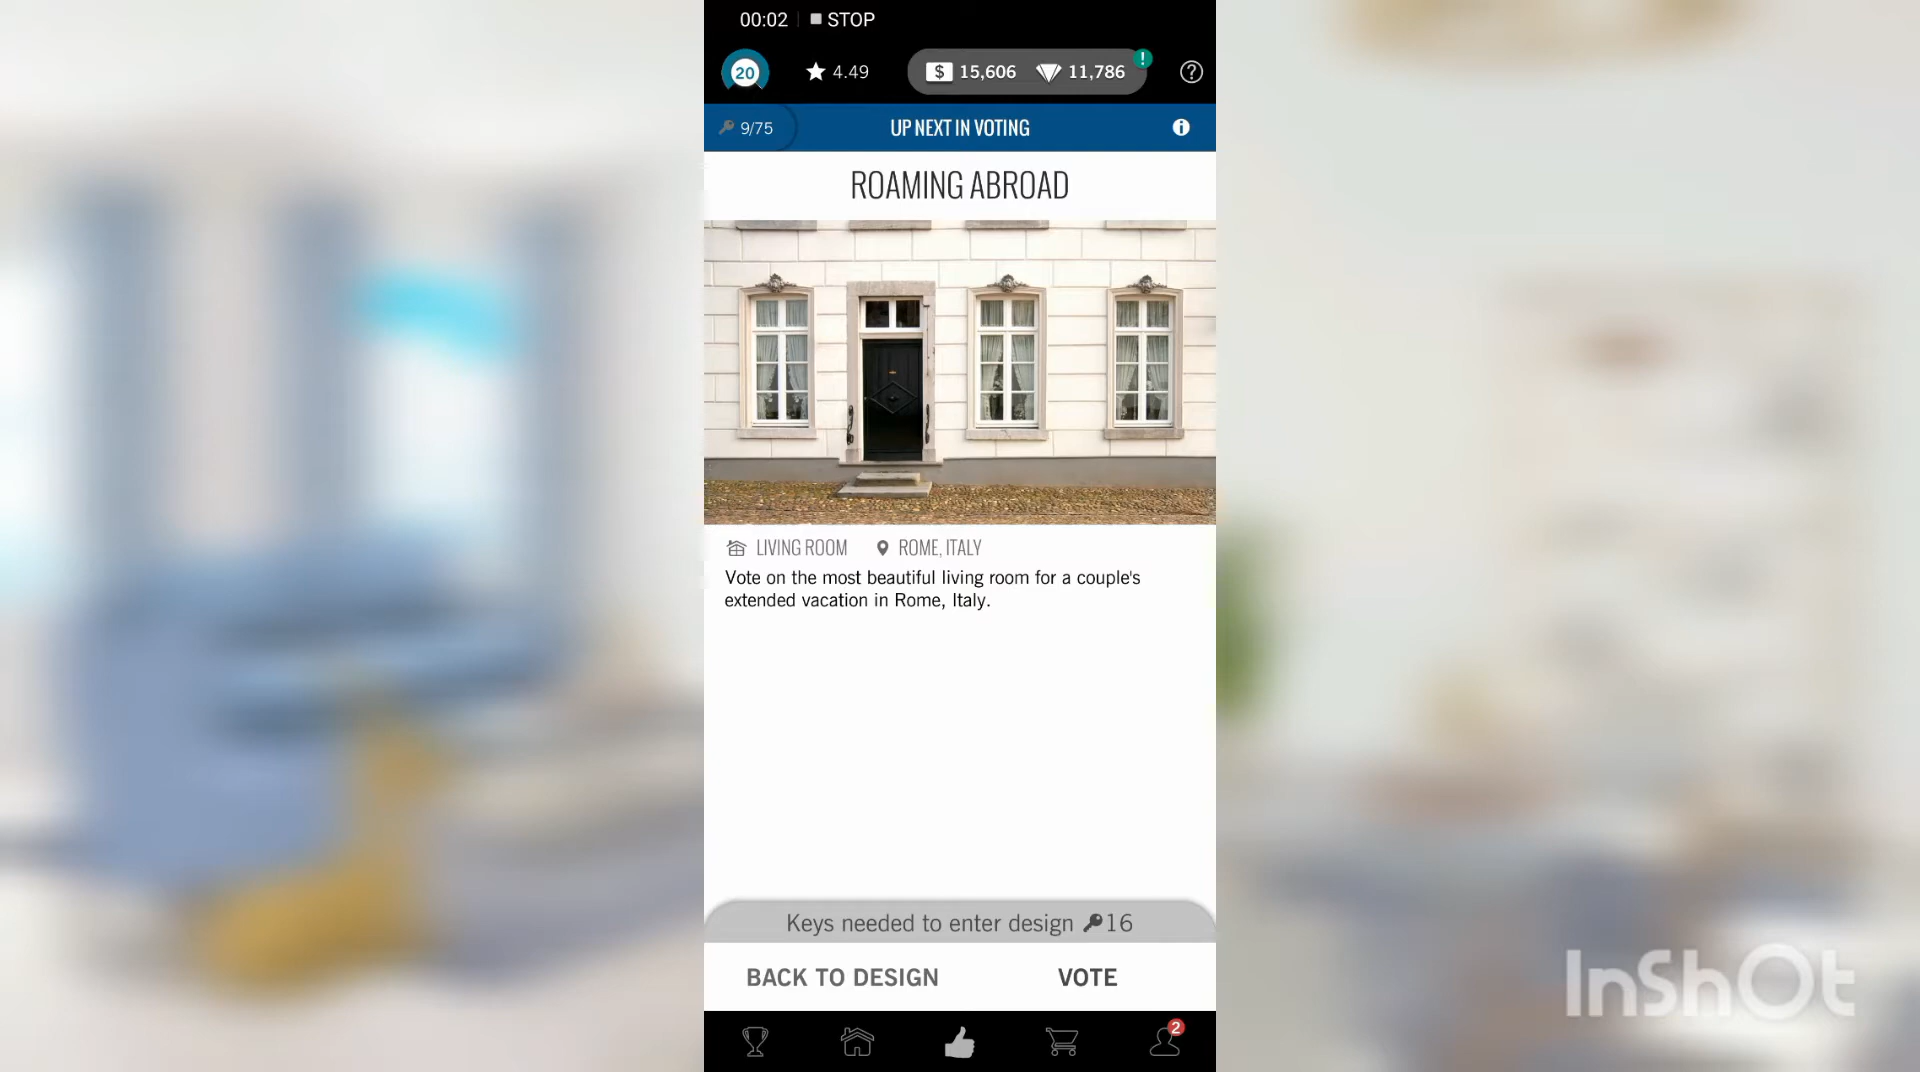 00:02 STOP
20 4.49 $ 15,606 11,786 ! ?
9/75 UP NEXT IN VOTING i
ROAMING ABROAD
LIVING ROOM ROME, ITALY
Vote on the most beautiful living room for a couple's
extended vacation in Rome, Italy.
Keys needed to enter design 16
BACK TO DESIGN VOTE
2
InShOt